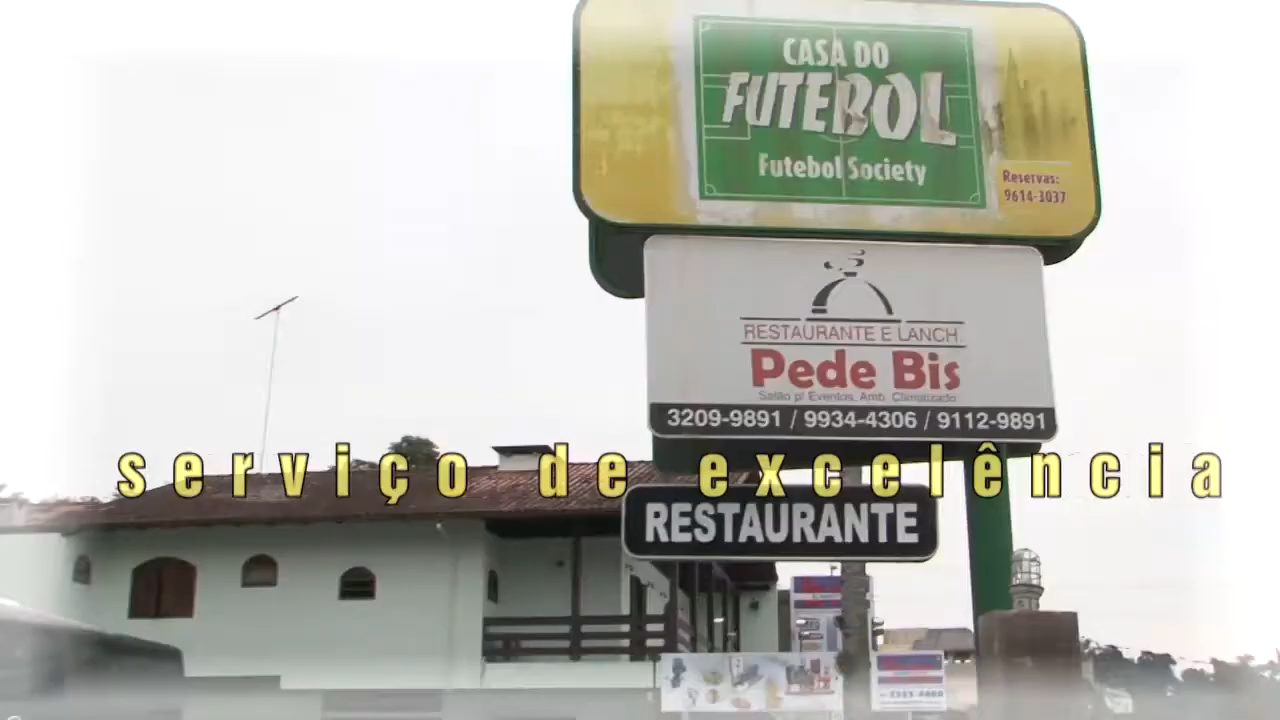 CASA DO
FUTEBOL
Futebol Society
Reservas:
9614-3037
RESTAURANTE E LANCH.
Pede Bis
Salão p/ Eventos, Amb. Climatizado
3209-9891 / 9934-4306 / 9112-9891
serviço de excelência
RESTAURANTE